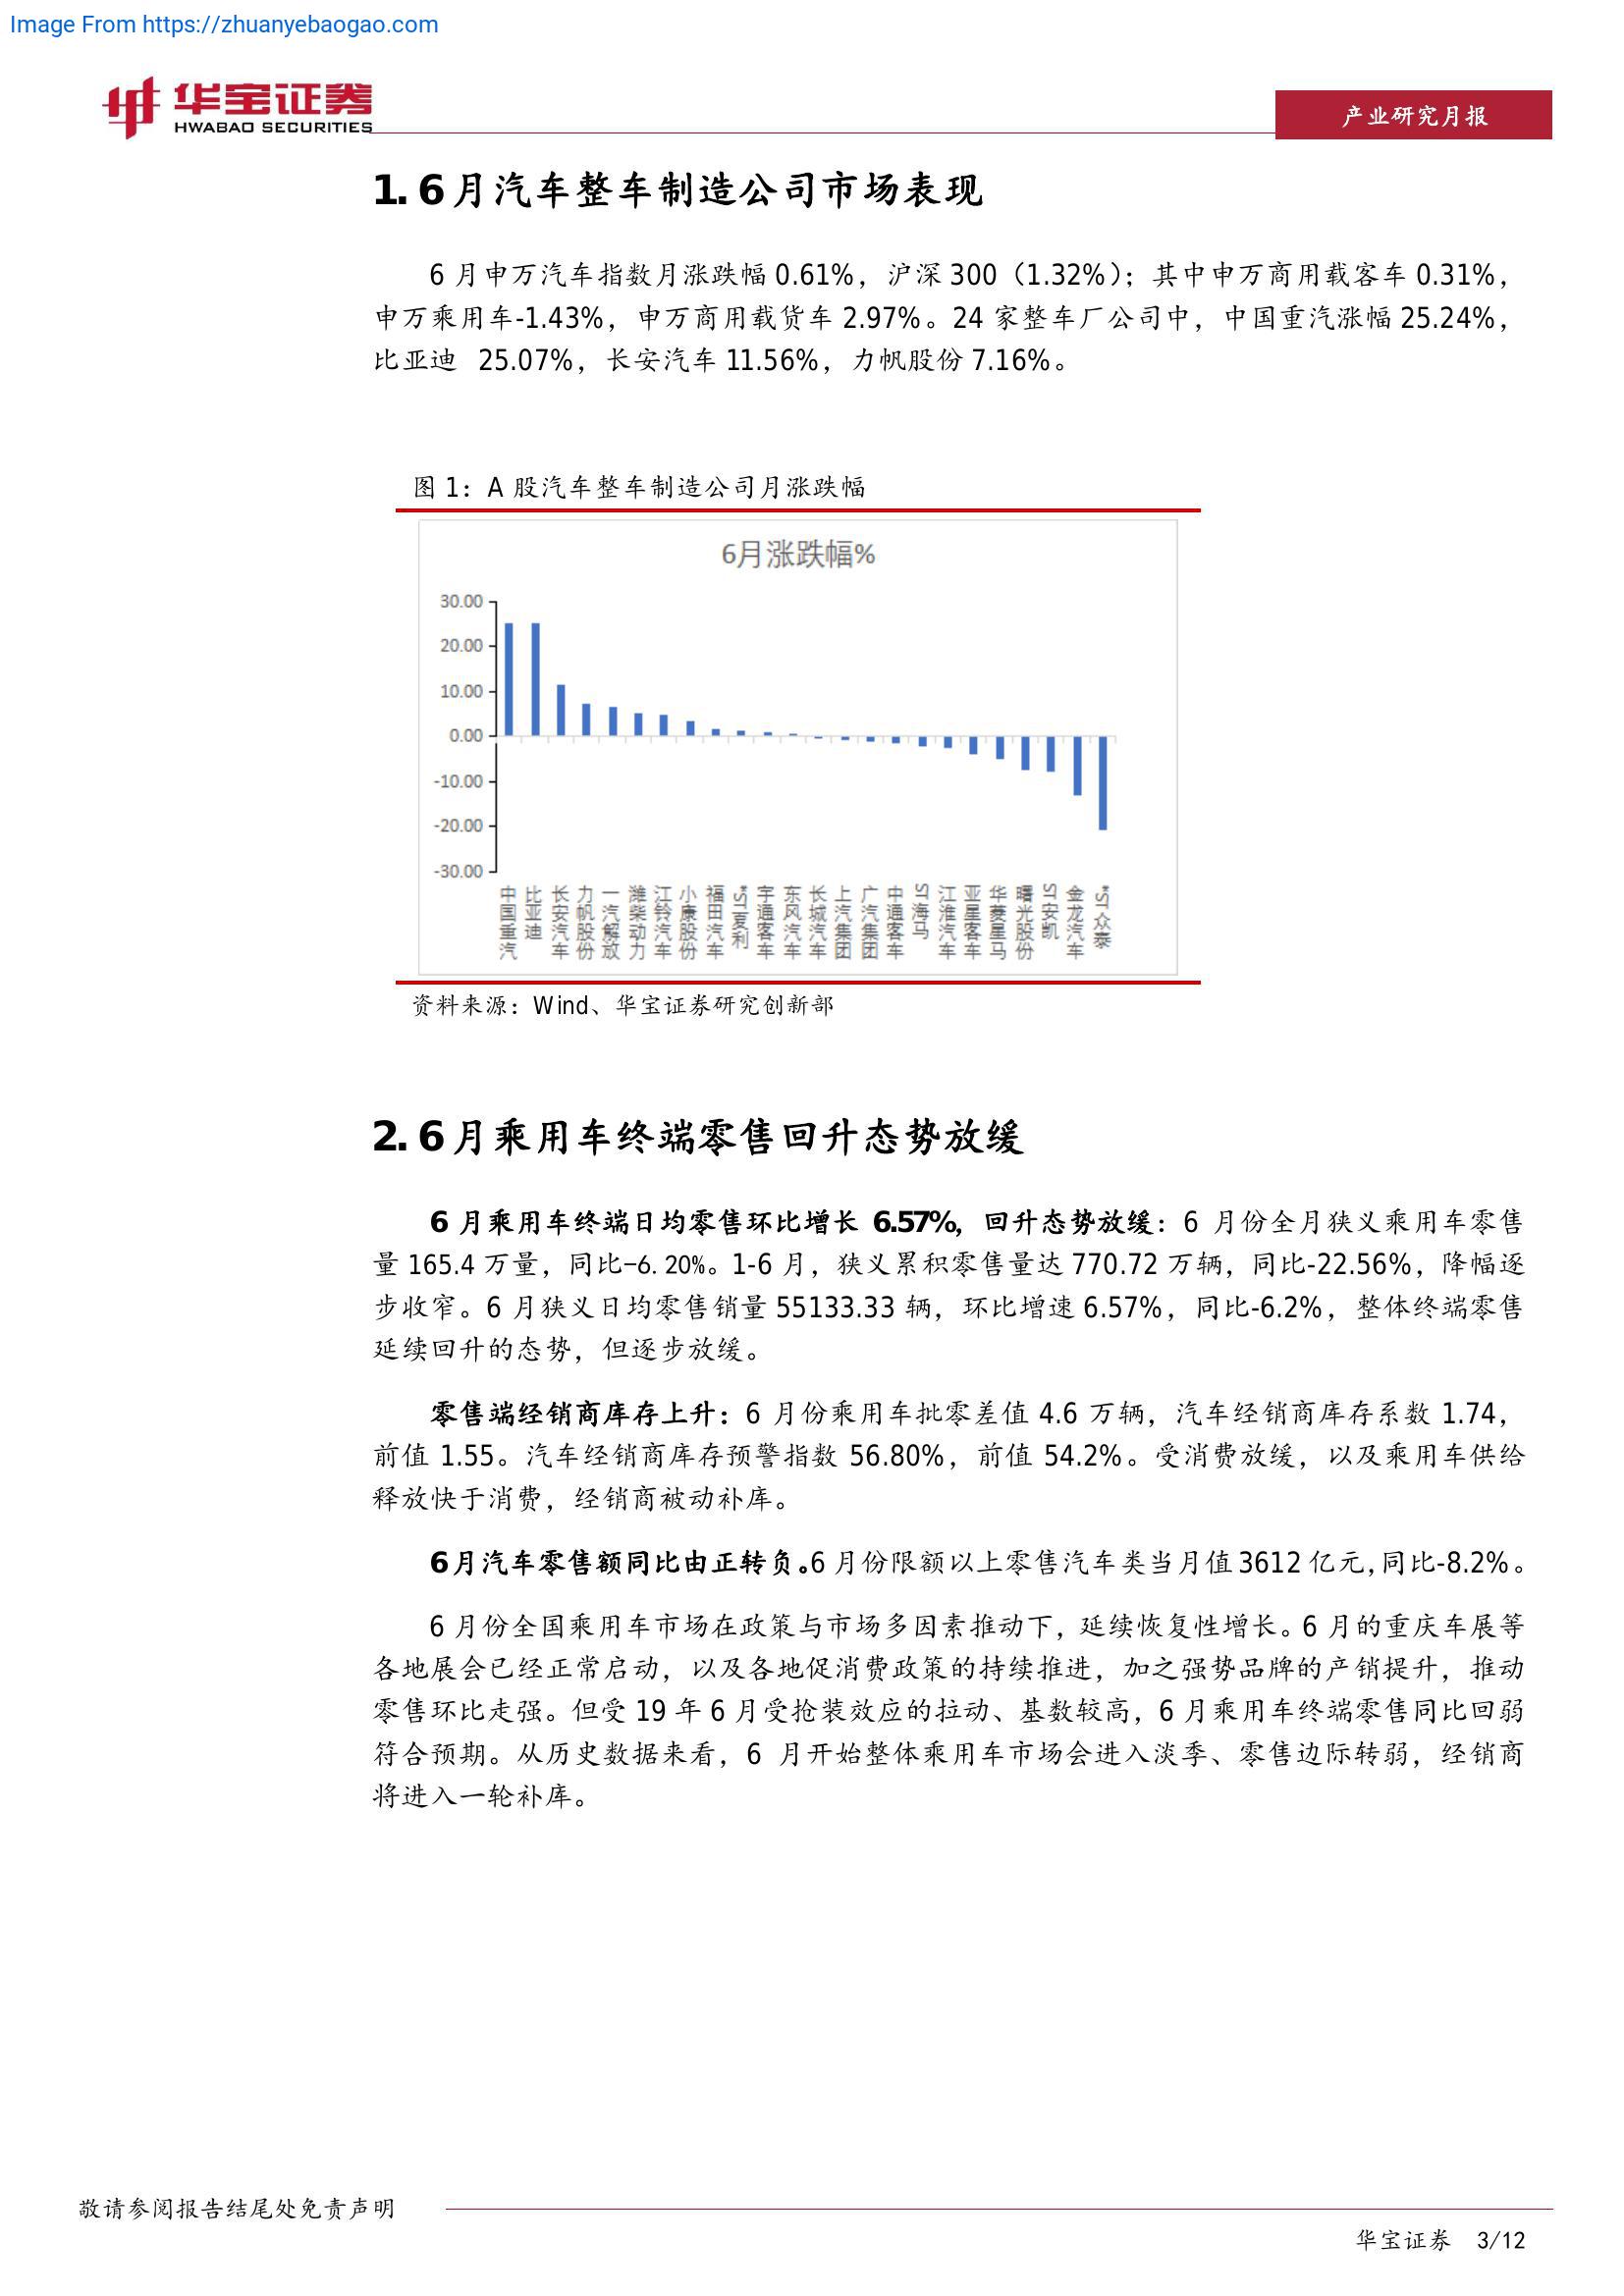 Image From https://zhuanyebaogao.com
华宝证券
HWABAO SECURITIES
产业研究月报
1. 6月汽车整车制造公司市场表现
6 月申万汽车指数月涨跌幅 0.61%，沪深 300（1.32%）；其中申万商用载客车 0.31%，
申万乘用车-1.43%，申万商用载货车 2.97%。24 家整车厂公司中，中国重汽涨幅 25.24%，
比亚迪 25.07%，长安汽车 11.56%，力帆股份 7.16%。
图 1：A 股汽车整车制造公司月涨跌幅
6月涨跌幅%
30.00
20.00
10.00
0.00
-10.00
-20.00
-30.00
中国重汽
比亚迪
长安汽车
力帆股份
一汽解放
潍柴动力
江铃汽车
小康股份
福田汽车
*ST夏利
宇通客车
东风汽车
长城汽车
上汽集团
广汽集团
中通客车
ST海马
江淮汽车
亚星客车
华菱星马
曙光股份
ST安凯
金龙汽车
*ST众泰
资料来源：Wind、华宝证券研究创新部
2. 6月乘用车终端零售回升态势放缓
6 月乘用车终端日均零售环比增长 6.57%，回升态势放缓：6 月份全月狭义乘用车零售
量 165.4 万量，同比-6.20%。1-6 月，狭义累积零售量达 770.72 万辆，同比-22.56%，降幅逐
步收窄。6 月狭义日均零售销量 55133.33 辆，环比增速 6.57%，同比-6.2%，整体终端零售
延续回升的态势，但逐步放缓。
零售端经销商库存上升：6 月份乘用车批零差值 4.6 万辆，汽车经销商库存系数 1.74，
前值 1.55。汽车经销商库存预警指数 56.80%，前值 54.2%。受消费放缓，以及乘用车供给
释放快于消费，经销商被动补库。
6月汽车零售额同比由正转负。6 月份限额以上零售汽车类当月值 3612 亿元,同比-8.2%。
6 月份全国乘用车市场在政策与市场多因素推动下，延续恢复性增长。6 月的重庆车展等
各地展会已经正常启动，以及各地促消费政策的持续推进，加之强势品牌的产销提升，推动
零售环比走强。但受 19 年 6 月受抢装效应的拉动、基数较高，6 月乘用车终端零售同比回弱
符合预期。从历史数据来看，6 月开始整体乘用车市场会进入淡季、零售边际转弱，经销商
将进入一轮补库。
敬请参阅报告结尾处免责声明
华宝证券 3/12